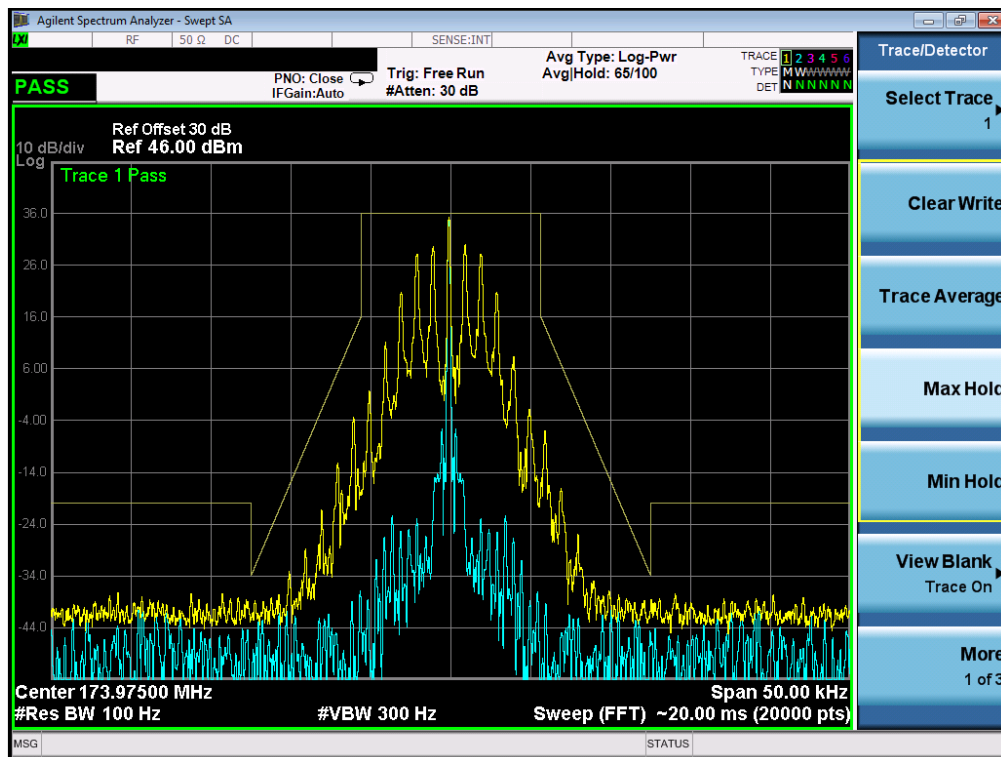 Agilent Spectrum Analyzer - Swept SA
LXI
RF 50 Ω DC SENSE:INT
PASS
PNO: Close
IFGain:Auto
Trig: Free Run
#Atten: 30 dB
Avg Type: Log-Pwr
Avg|Hold: 65/100
TRACE 1 2 3 4 5 6
TYPE M W W W W W
DET N N N N N N
Ref Offset 30 dB
10 dB/div Ref 46.00 dBm
Log
Trace 1 Pass
36.0
26.0
16.0
6.00
-4.00
-14.0
-24.0
-34.0
-44.0
Center 173.97500 MHz Span 50.00 kHz
#Res BW 100 Hz #VBW 300 Hz Sweep (FFT) ~20.00 ms (20000 pts)
MSG STATUS
Trace/Detector
Select Trace
1
Clear Write
Trace Average
Max Hold
Min Hold
View Blank
Trace On
More
1 of 3